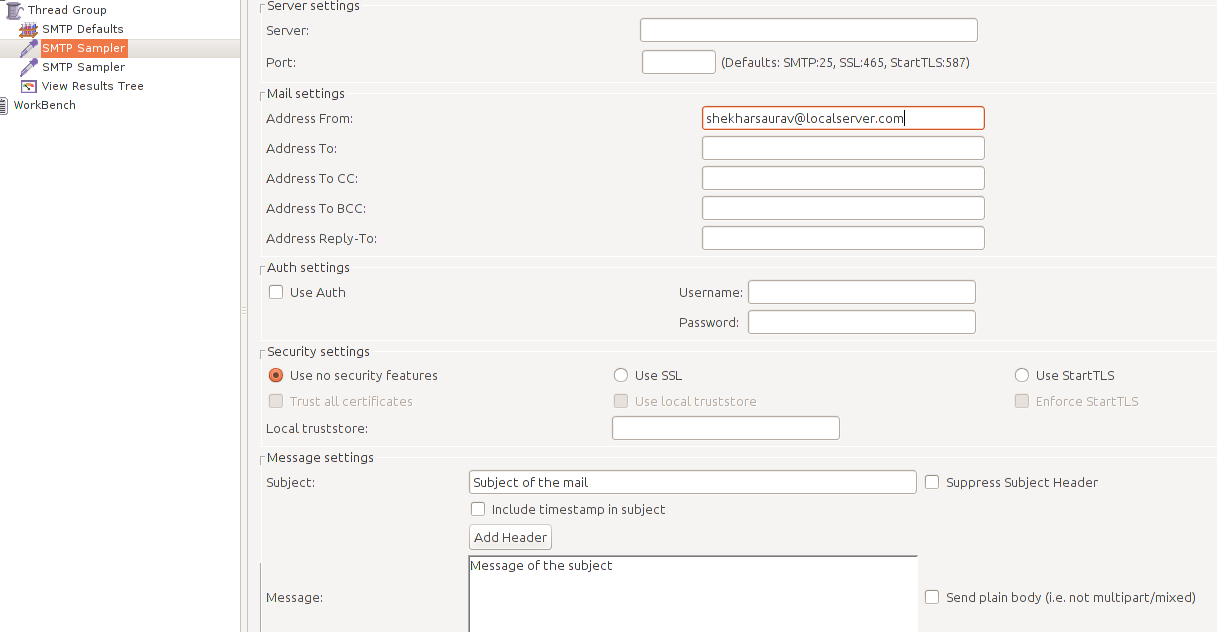 Thread Group
SMTP Defaults
SMTP Sampler
SMTP Sampler
View Results Tree
WorkBench
Server settings
Server:
Port: (Defaults: SMTP:25, SSL:465, StartTLS:587)
Mail settings
Address From: shekharsaurav@localserver.com
Address To:
Address To CC:
Address To BCC:
Address Reply-To:
Auth settings
Use Auth Username:
Password:
Security settings
Use no security features Use SSL Use StartTLS
Trust all certificates Use local truststore Enforce StartTLS
Local truststore:
Message settings
Subject: Subject of the mail Suppress Subject Header
Include timestamp in subject
Add Header
Message of the subject
Message: Send plain body (i.e. not multipart/mixed)